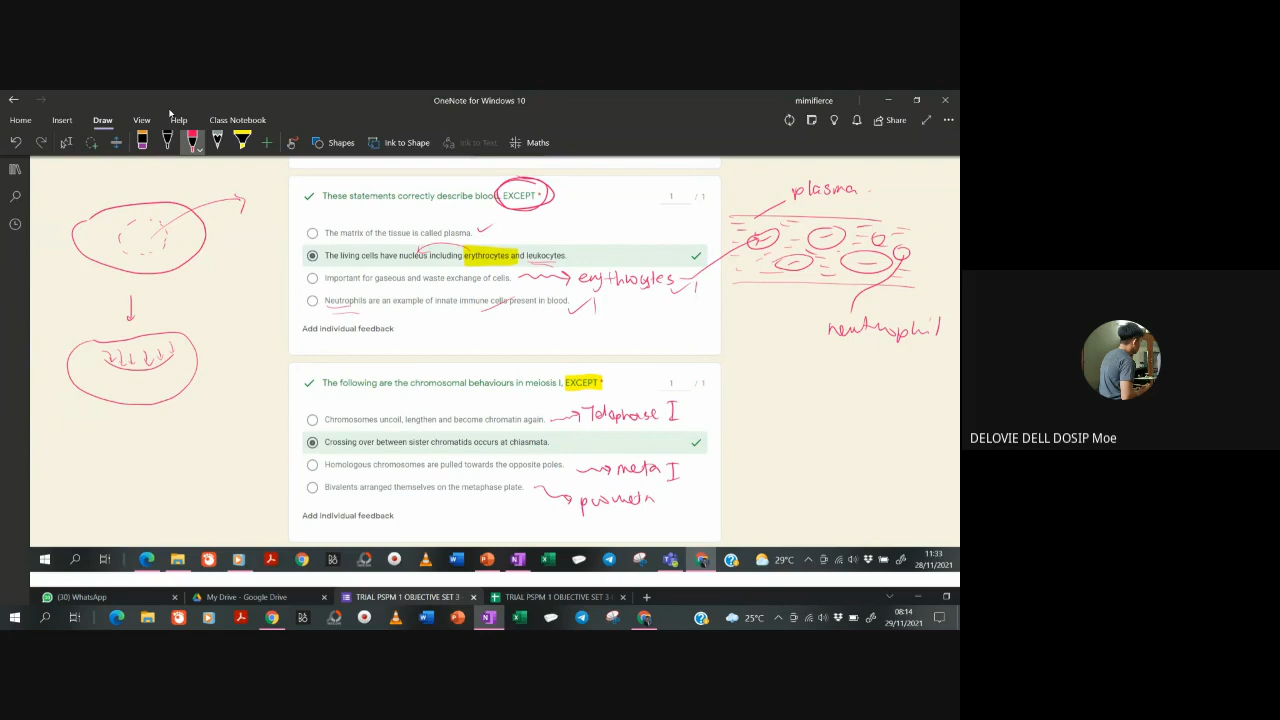 OneNote for Windows 10
mimifierce
Home
Insert
Draw
View
Help
Class Notebook
Share
Shapes
Ink to Shape
Ink to Text
Maths
These statements correctly describe blood, EXCEPT *
1 / 1
The matrix of the tissue is called plasma.
The living cells have nucleus including erythrocytes and leukocytes.
Important for gaseous and waste exchange of cells.
Neutrophils are an example of innate immune cells present in blood.
Add individual feedback
plasma
erythrocytes
neutrophil
The following are the chromosomal behaviours in meiosis I, EXCEPT *
1 / 1
Chromosomes uncoil, lengthen and become chromatin again.
Telophase I
Crossing over between sister chromatids occurs at chiasmata.
Homologous chromosomes are pulled towards the opposite poles.
meta I
Bivalents arranged themselves on the metaphase plate.
Add individual feedback
DELOVIE DELL DOSIP Moe
29°C
11:33
28/11/2021
(30) WhatsApp
My Drive - Google Drive
TRIAL PSPM 1 OBJECTIVE SET 3 -
TRIAL PSPM 1 OBJECTIVE SET 3
25°C
08:14
29/11/2021